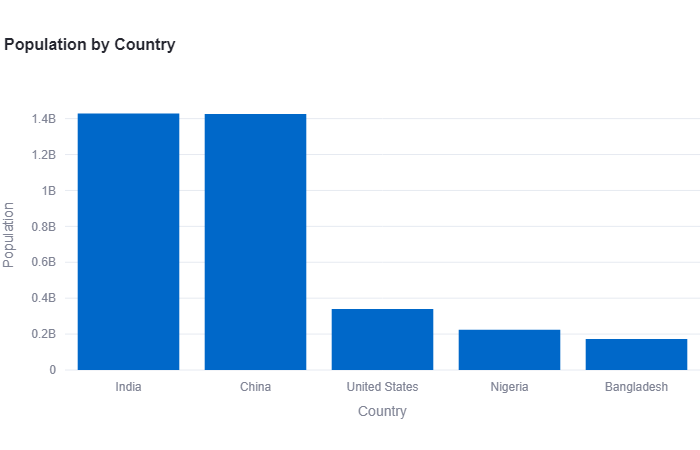 Population by Country
Population
1.4B
1.2B
1B
0.8B
0.6B
0.4B
0.2B
0
India
China
United States
Nigeria
Bangladesh
Country